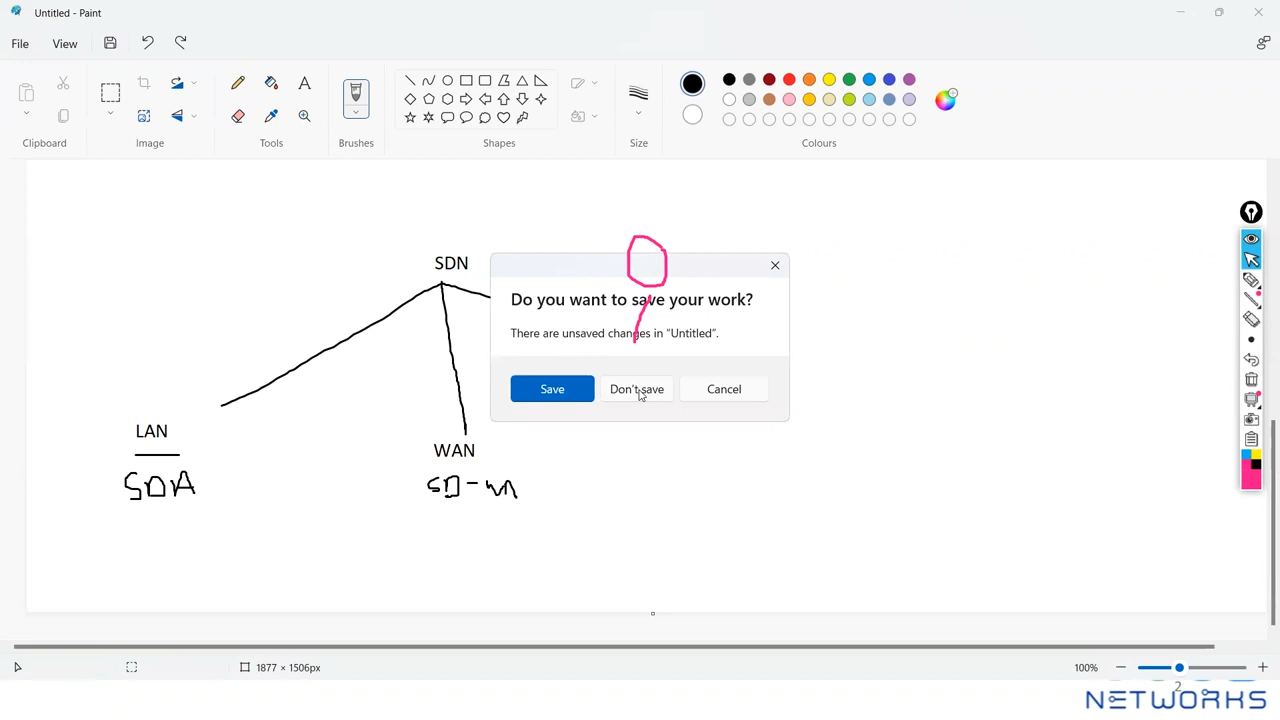 Untitled - Paint
File View
Clipboard Image Tools Brushes Shapes Size Colours
A
SDN
Do you want to save your work?
There are unsaved changes in “Untitled”.
Save Don't save Cancel
LAN WAN
SDA SD-W
1877 × 1506px 100%
2
NETWORKS